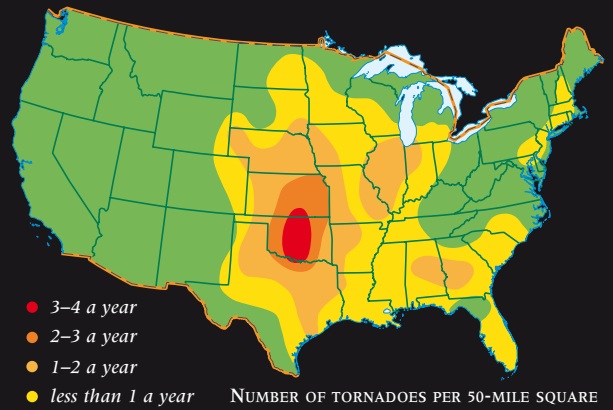 3–4 a year
2–3 a year
1–2 a year
less than 1 a year
NUMBER OF TORNADOES PER 50-MILE SQUARE